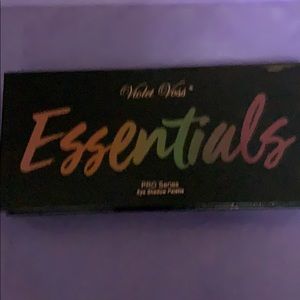 Violet Voss
Essentials
PRO Series
Eye Shadow Palette